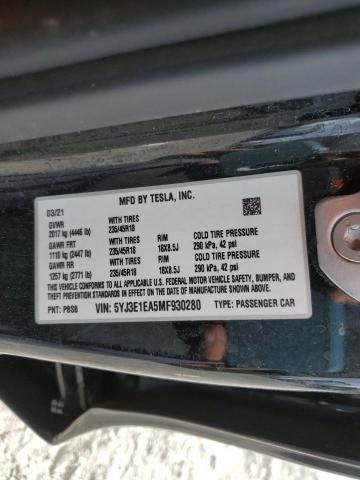 MFD BY TESLA, INC.
03/21
GVWR WITH TIRES
2017 kg (4446 lb) 235/45R18
GAWR FRT WITH TIRES RIM COLD TIRE PRESSURE
1110 kg (2447 lb) 235/45R18 18X8.5J 290 kPa, 42 psi
GAWR RR WITH TIRES RIM COLD TIRE PRESSURE
1257 kg (2771 lb) 235/45R18 18X8.5J 290 kPa, 42 psi
THIS VEHICLE CONFORMS TO ALL APPLICABLE U.S. FEDERAL MOTOR VEHICLE SAFETY, BUMPER, AND
THEFT PREVENTION STANDARDS IN EFFECT ON THE DATE OF MANUFACTURE SHOWN ABOVE.
PNT: PBSB VIN: 5YJ3E1EA5MF930280 TYPE: PASSENGER CAR